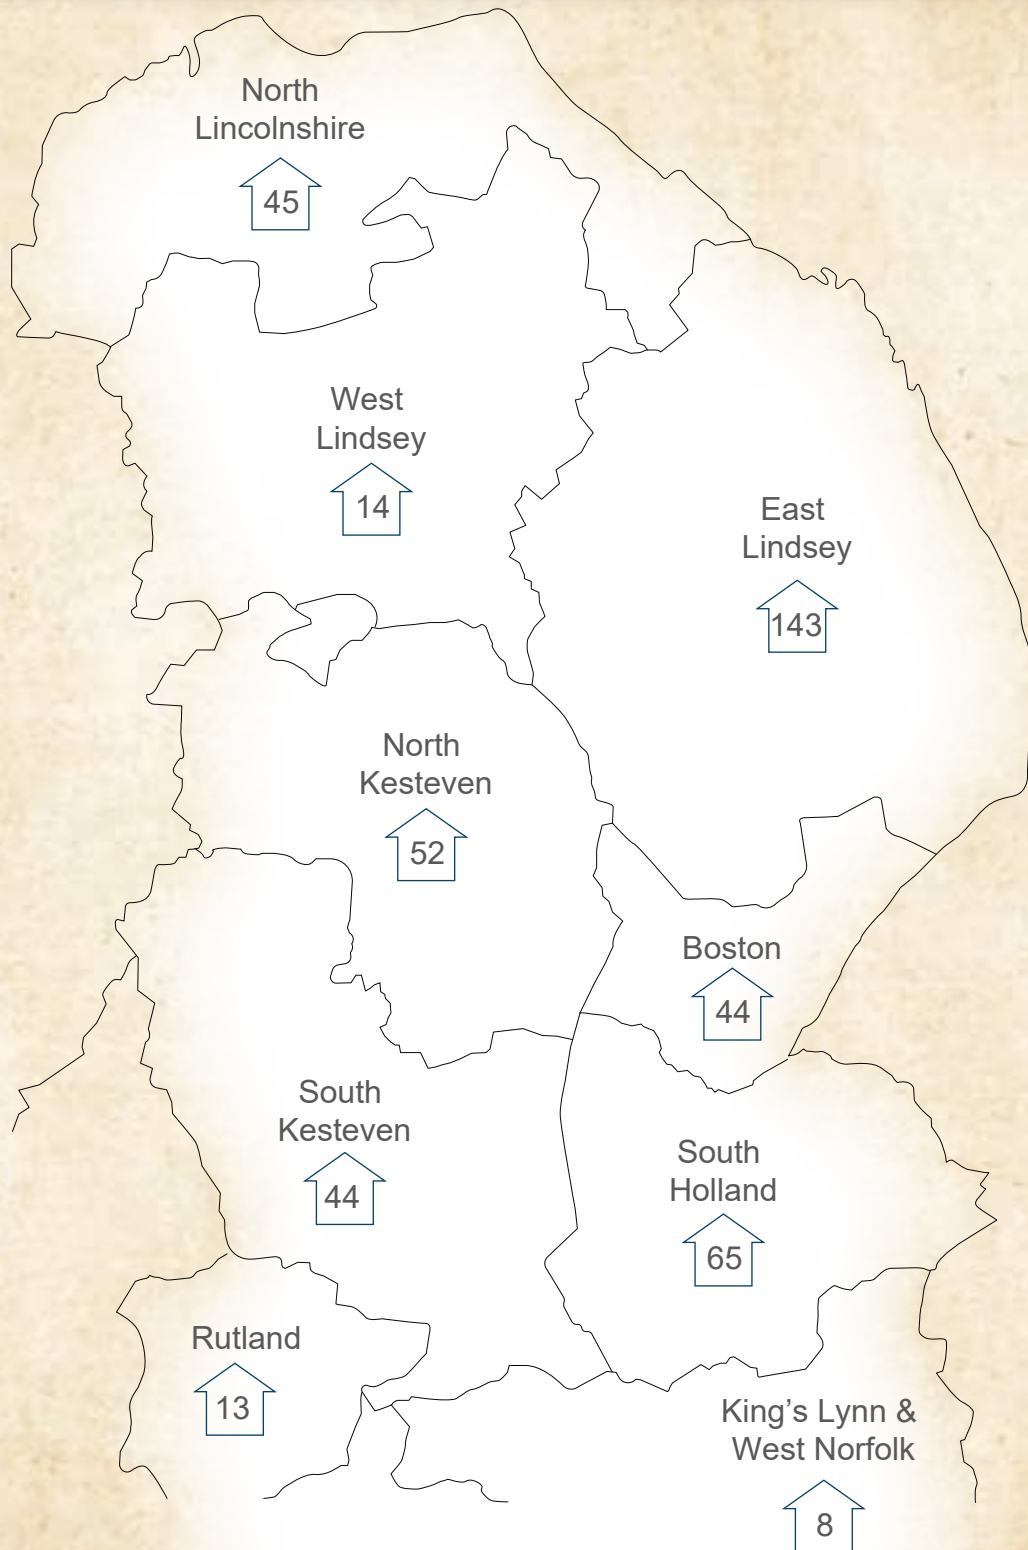 North
Lincolnshire
45
West
Lindsey
14
East
Lindsey
143
North
Kesteven
52
Boston
44
South
Kesteven
44
South
Holland
65
Rutland
13
King's Lynn &
West Norfolk
8